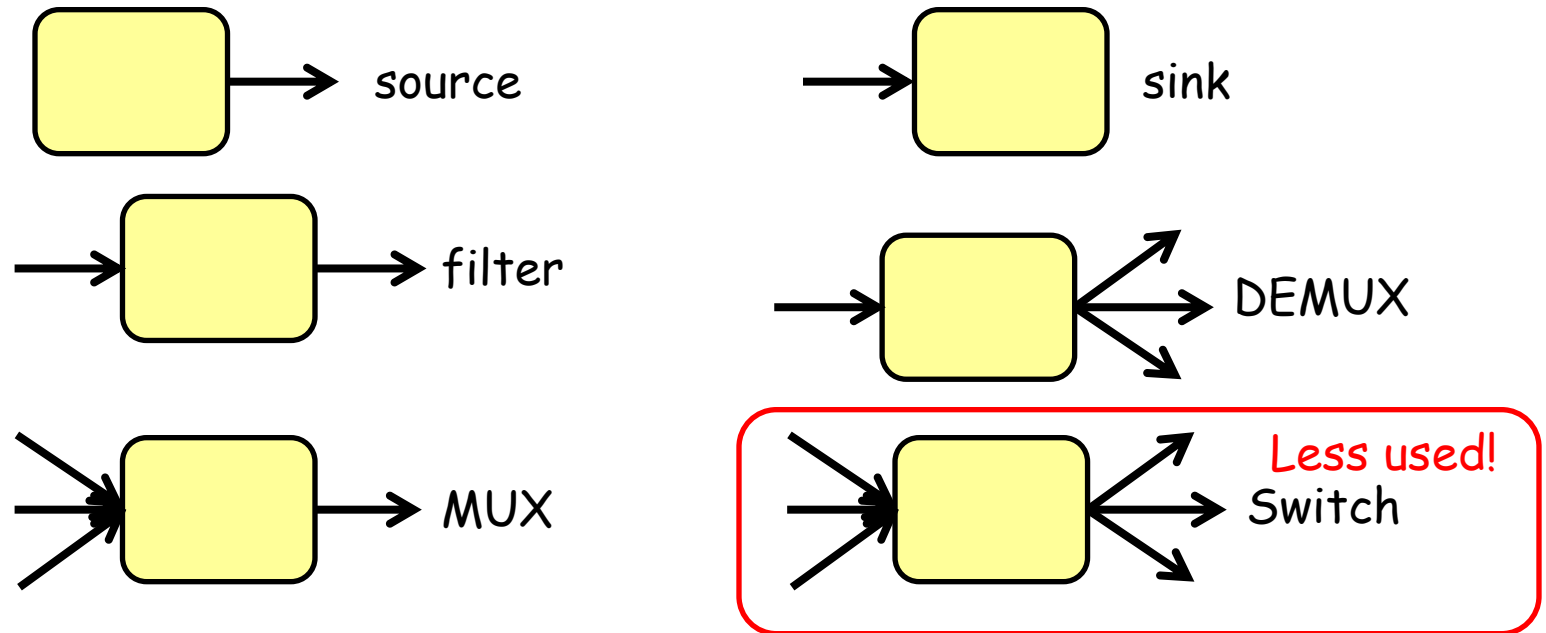 source
sink
filter
DEMUX
MUX
Less used!
Switch